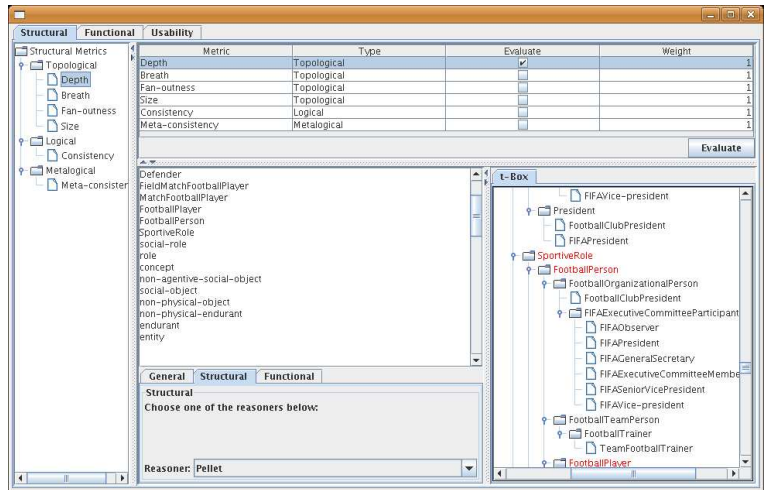 Structural Functional Usability
Structural Metrics
Topological
Depth
Breath
Fan-outness
Size
Logical
Consistency
Metalogical
Meta-consister
Metric Type Evaluate Weight
Depth Topological 1
Breath Topological 1
Fan-outness Topological 1
Size Topological 1
Consistency Logical 1
Meta-consistency Metalogical 1
Evaluate
Defender
FieldMatchFootballPlayer
MatchFootballPlayer
FootballPlayer
FootballPerson
SportiveRole
social-role
role
concept
non-agentive-social-object
social-object
non-physical-object
non-physical-endurant
endurant
entity
General Structural Functional
Structural
Choose one of the reasoners below:
Reasoner: Pellet
t-Box
FIFAVice-president
President
FootballClubPresident
FIFAPresident
SportiveRole
FootballPerson
FootballOrganizationalPerson
FootballClubPresident
FIFAExecutiveCommitteeParticipant
FIFAObserver
FIFAPresident
FIFAGeneralSecretary
FIFAExecutiveCommitteeMembe
FIFASeniorVicePresident
FIFAVice-president
FootballTeamPerson
FootballTrainer
TeamFootballTrainer
FootballPlayer